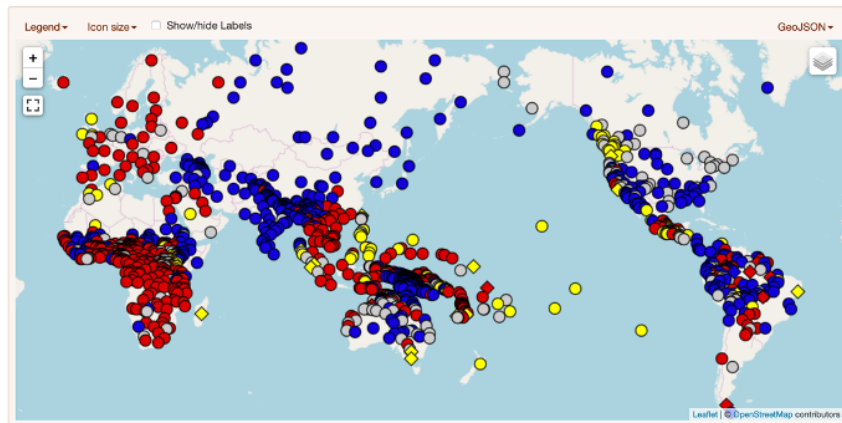 Legend Icon size Show/hide Labels GeoJSON
+
−
Leaflet | © OpenStreetMap contributors